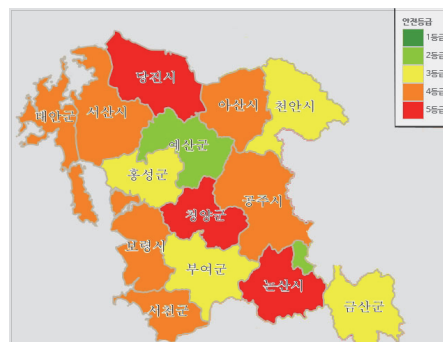 안전등급
1등급
2등급
3등급
4등급
5등급
당진시
아산시
천안시
태안군
서산시
예산군
홍성군
공주시
청양군
보령시
부여군
논산시
서천군
금산군